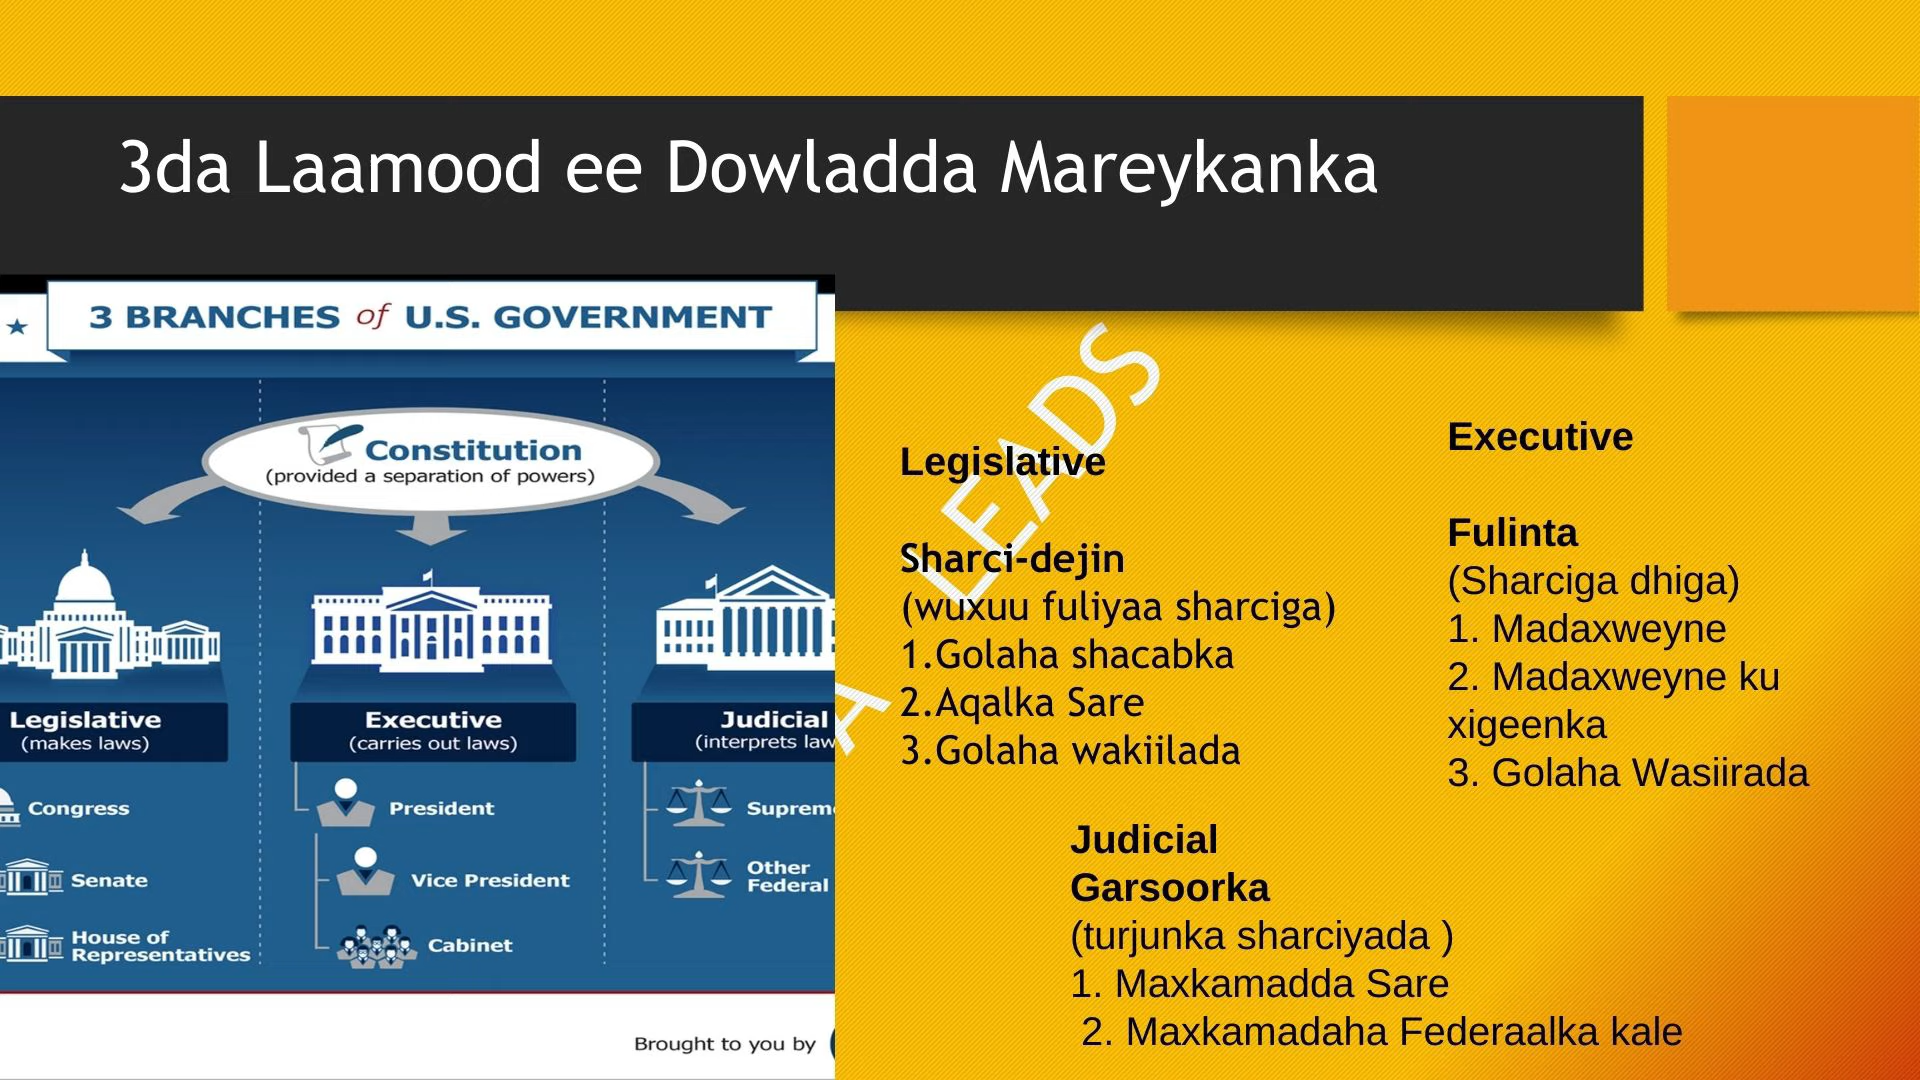 3da Laamood ee Dowladda Mareykanka
3 BRANCHES of U.S. GOVERNMENT
Constitution
(provided a separation of powers)
Legislative
(makes laws)
Congress
Senate
House of
Representatives
Executive
(carries out laws)
President
Vice President
Cabinet
Judicial
(interprets law
Suprem
Other
Federal
Brought to you by
A LEADS
Legislative
Sharci-dejin
(wuxuu fuliyaa sharciga)
1.Golaha shacabka
2.Aqalka Sare
3.Golaha wakiilada
Executive
Fulinta
(Sharciga dhiga)
1. Madaxweyne
2. Madaxweyne ku
xigeenka
3. Golaha Wasiirada
Judicial
Garsoorka
(turjunka sharciyada )
1. Maxkamadda Sare
2. Maxkamadaha Federaalka kale